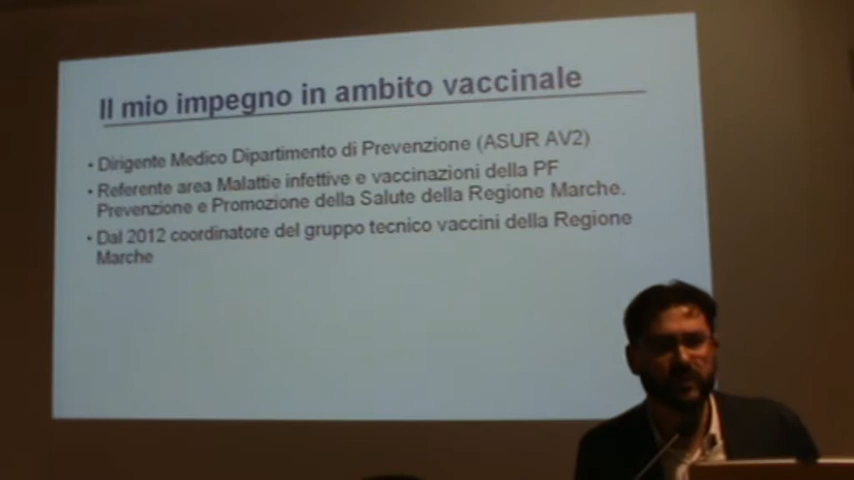 Il mio impegno in ambito vaccinale
• Dirigente Medico Dipartimento di Prevenzione (ASUR AV2)
• Referente area Malattie infettive e vaccinazioni della PF
Prevenzione e Promozione della Salute della Regione Marche.
• Dal 2012 coordinatore del gruppo tecnico vaccini della Regione
Marche